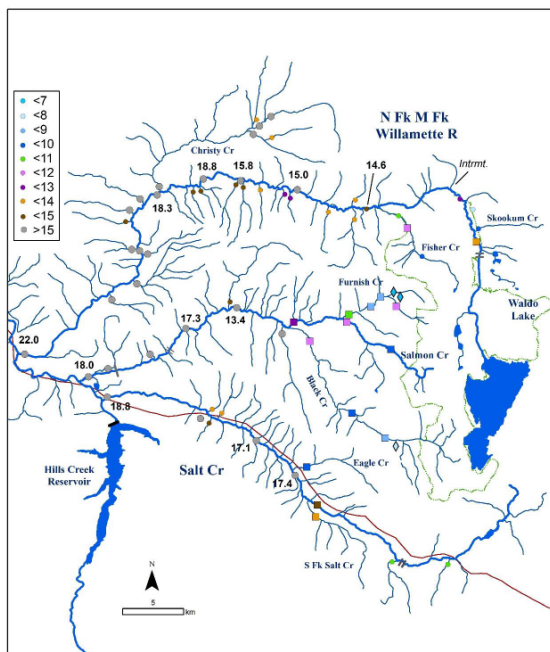 <7
<8
<9
<10
<11
<12
<13
<14
<15
>15
N Fk M Fk
Willamette R
Christy Cr
18.8
15.8
15.0
14.6
Intrmt.
18.3
Skookum Cr
Fisher Cr
Furnish Cr
Waldo
Lake
17.3
13.4
22.0
18.0
Salmon Cr
Black Cr
18.8
17.1
Eagle Cr
Hills Creek
Reservoir
Salt Cr
17.4
S Fk Salt Cr
N
5
km